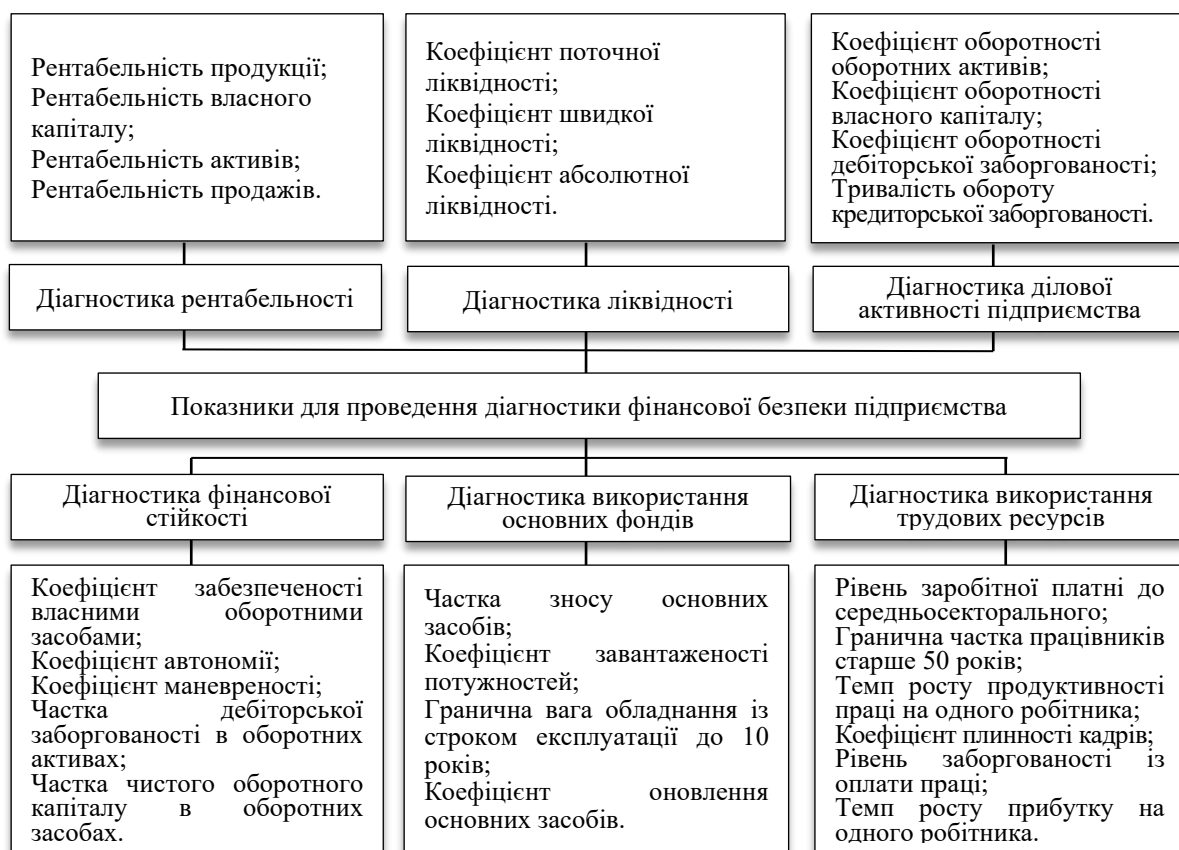 Рентабельність продукції;
Рентабельність власного
капіталу;
Рентабельність активів;
Рентабельність продажів.
Коефіцієнт поточної
ліквідності;
Коефіцієнт швидкої
ліквідності;
Коефіцієнт абсолютної
ліквідності.
Коефіцієнт оборотності
оборотних активів;
Коефіцієнт оборотності
власного капіталу;
Коефіцієнт оборотності
дебіторської заборгованості;
Тривалість обороту
кредиторської заборгованості.
Діагностика рентабельності
Діагностика ліквідності
Діагностика ділової
активності підприємства
Показники для проведення діагностики фінансової безпеки підприємства
Діагностика фінансової
стійкості
Діагностика використання
основних фондів
Діагностика використання
трудових ресурсів
Коефіцієнт забезпеченості
власними оборотними
засобами;
Коефіцієнт автономії;
Коефіцієнт маневреності;
Частка дебіторської
заборгованості в оборотних
активах;
Частка чистого оборотного
капіталу в оборотних
засобах.
Частка зносу основних
засобів;
Коефіцієнт завантаженості
потужностей;
Гранична вага обладнання із
строком експлуатації до 10
років;
Коефіцієнт оновлення
основних засобів.
Рівень заробітної платні до
середньосекторального;
Гранична частка працівників
старше 50 років;
Темп росту продуктивності
праці на одного робітника;
Коефіцієнт плинності кадрів;
Рівень заборгованості із
оплати праці;
Темп росту прибутку на
одного робітника.